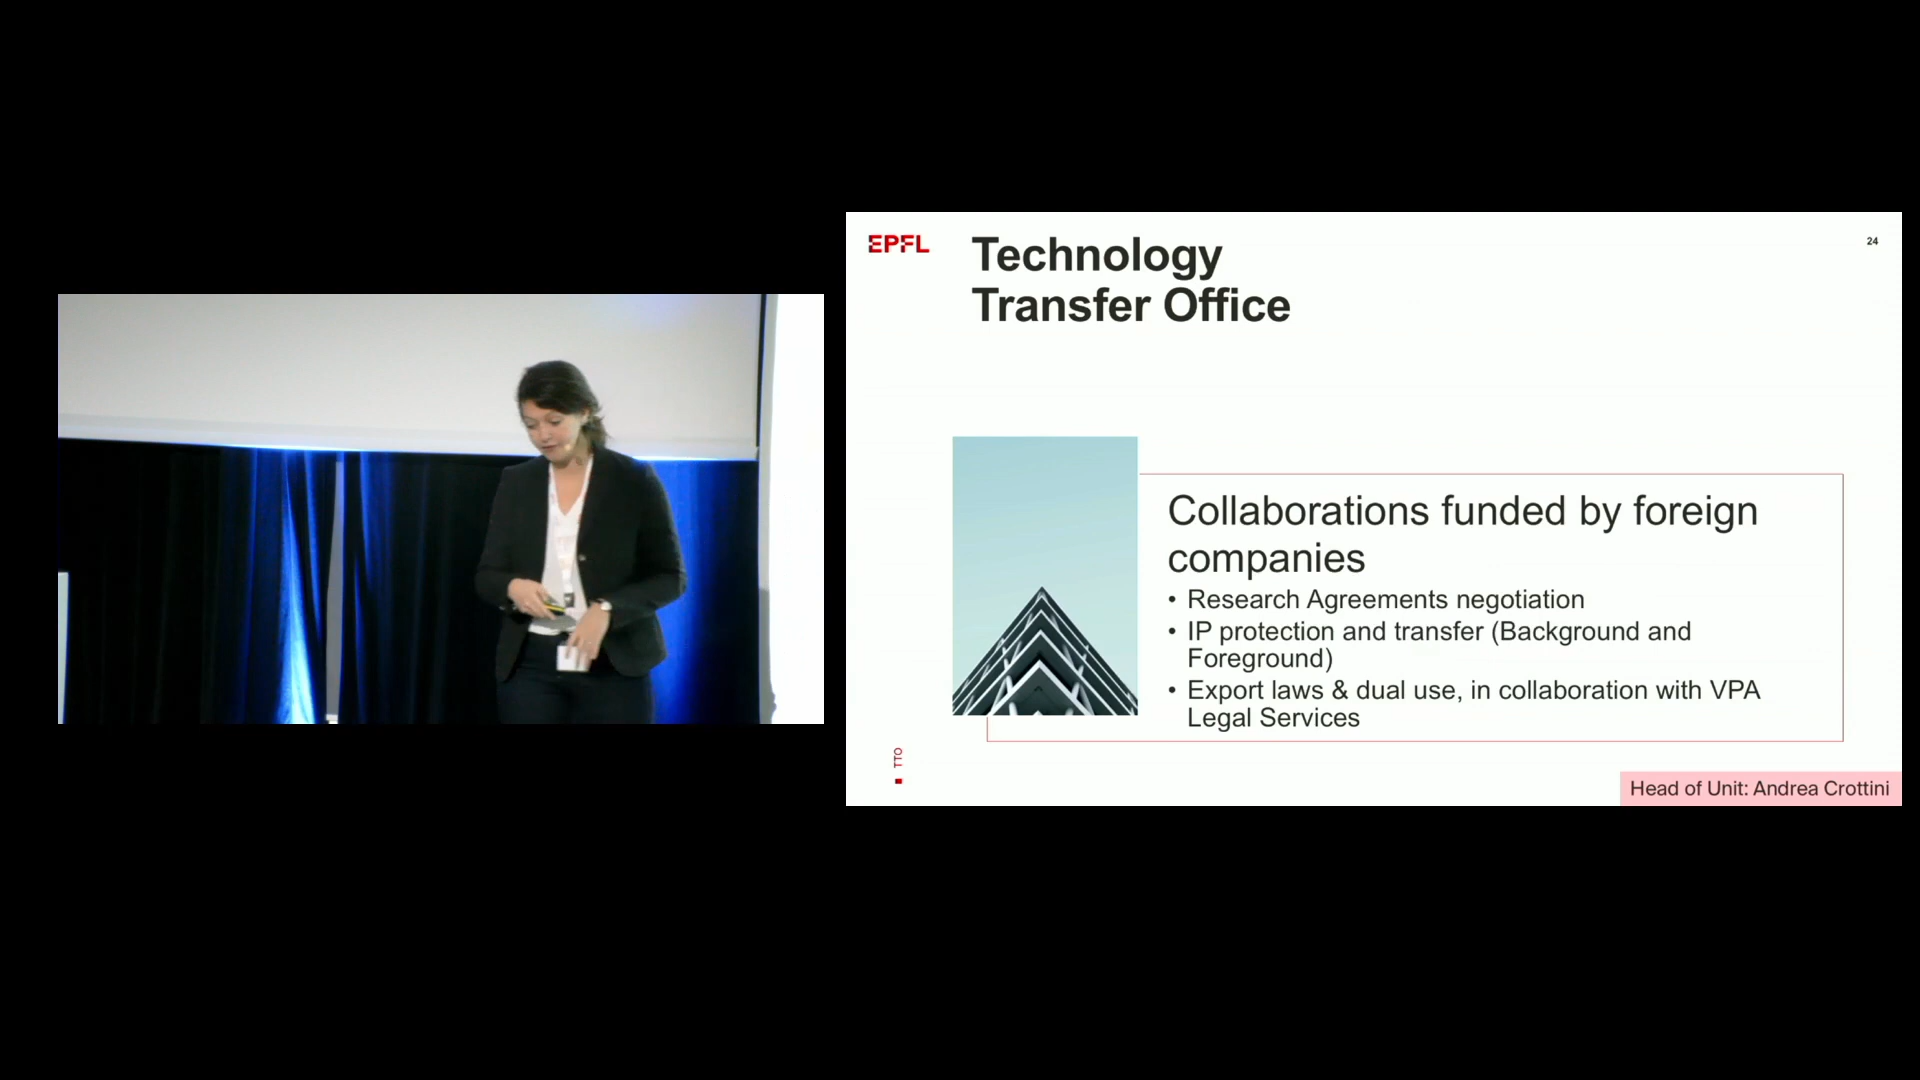 EPFL
Technology
Transfer Office
24
Collaborations funded by foreign
companies
• Research Agreements negotiation
• IP protection and transfer (Background and
Foreground)
• Export laws & dual use, in collaboration with VPA
Legal Services
TTO
Head of Unit: Andrea Crottini